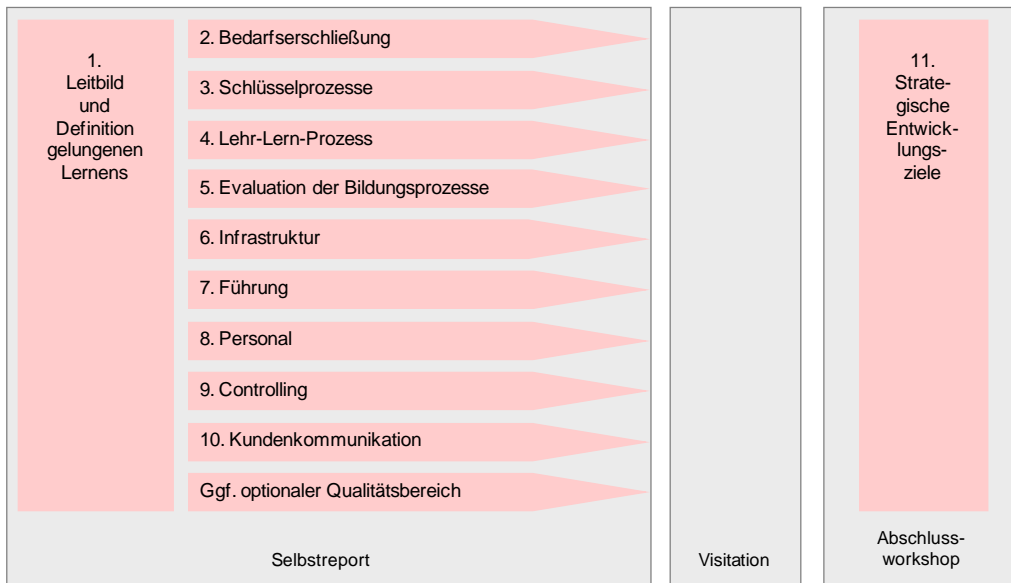 1.
Leitbild
und
Definition
gelungenen
Lernens
2. Bedarfserschließung
3. Schlüsselprozesse
4. Lehr-Lern-Prozess
5. Evaluation der Bildungsprozesse
6. Infrastruktur
7. Führung
8. Personal
9. Controlling
10. Kundenkommunikation
Ggf. optionaler Qualitätsbereich
Selbstreport
Visitation
11.
Strate-
gische
Entwick-
lungs-
ziele
Abschluss-
workshop